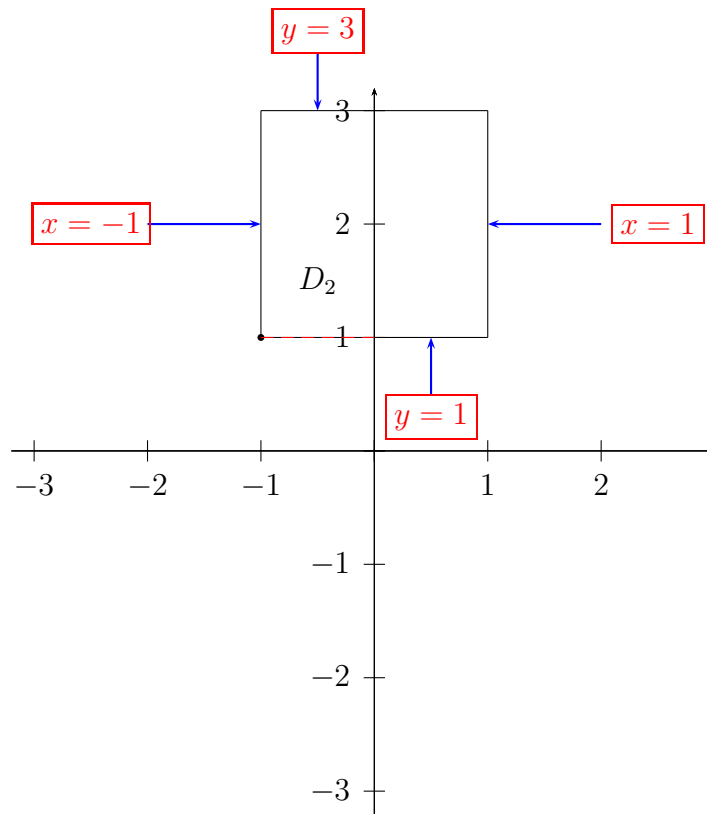 y = 3
3
x = −1
2
x = 1
D₂
1
y = 1
−3 −2 −1 1 2
−1
−2
−3